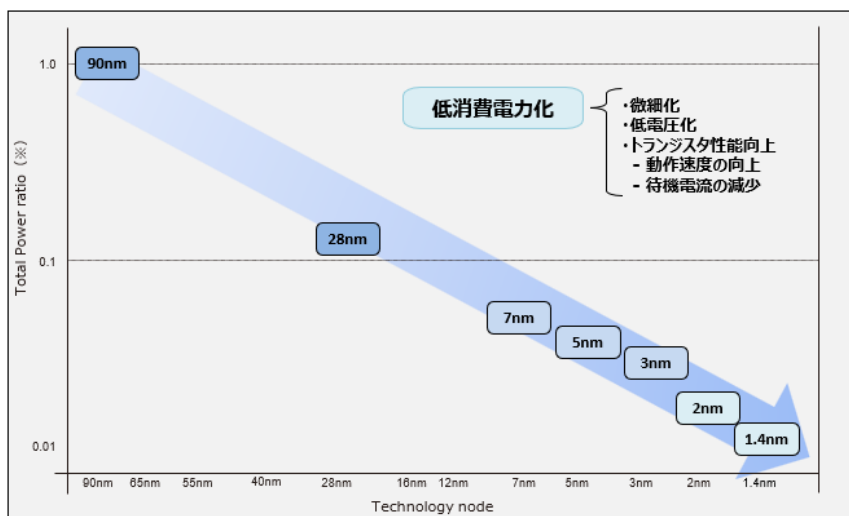 1.0
0.1
0.01
Total Power ratio (※)
90nm
28nm
7nm
5nm
3nm
2nm
1.4nm
低消費電力化
・微細化
・低電圧化
・トランジスタ性能向上
- 動作速度の向上
- 待機電流の減少
90nm 65nm 55nm 40nm 28nm 16nm 12nm 7nm 5nm 3nm 2nm 1.4nm
Technology node